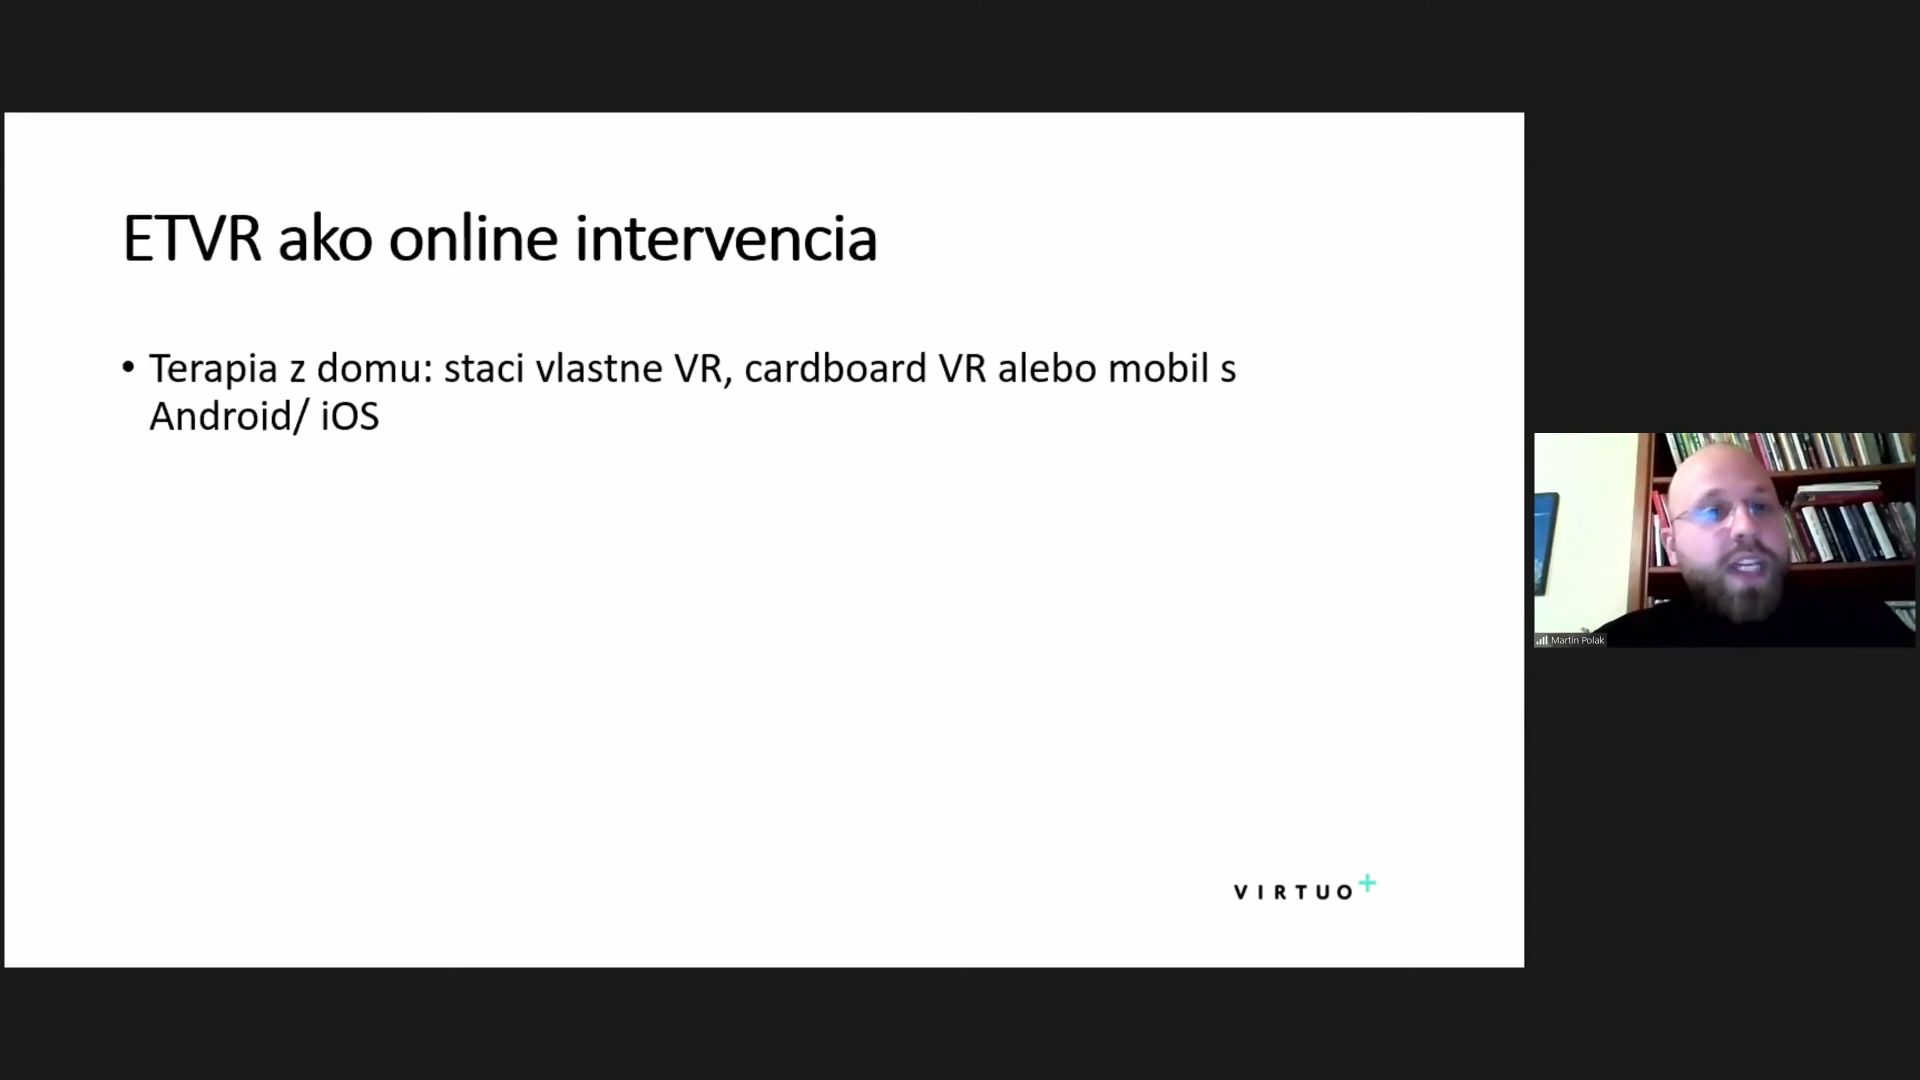 ETVR ako online intervencia
• Terapia z domu: staci vlastne VR, cardboard VR alebo mobil s
Android/ iOS
VIRTUO+
Martin Polak